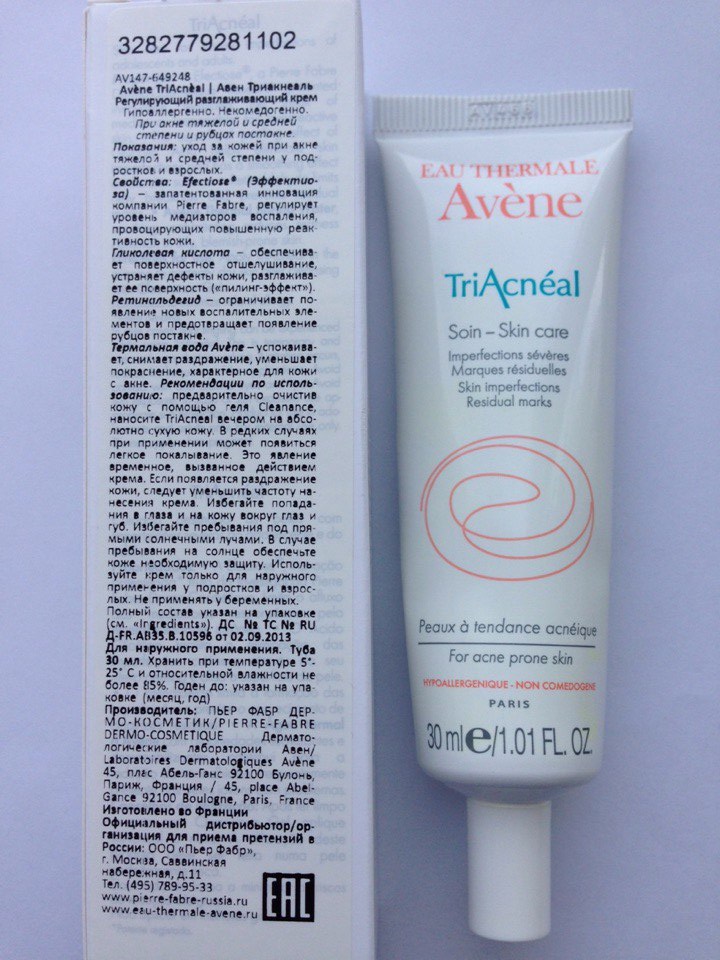 3282779281102
AV147-649248
Avène TriAcnèal | Авен Триакнеаль
Регулирующий разглаживающий крем
Гипоаллергенно. Некомедогенно.
При акне тяжелой и средней
степени и рубцах постакне.
Показания: уход за кожей при акне
тяжелой и средней степени у под-
ростков и взрослых.
Свойства: Efectiose® (Эффектио-
за) – запатентованная инновация
компании Pierre Fabre, регулирует
уровень медиаторов воспаления,
провоцирующих повышенную реак-
тивность кожи.
Гликолевая кислота – обеспечива-
ет поверхностное отшелушивание,
устраняет дефекты кожи, разглажива-
ет ее поверхность («пилинг-эффект»).
Ретинальдегид – ограничивает по-
явление новых воспалительных эле-
ментов и предотвращает появление
рубцов постакне.
Термальная вода Avène – успокаива-
ет, снимает раздражение, уменьшает
покраснение, характерное для кожи
с акне. Рекомендации по исполь-
зованию: предварительно очистив
кожу с помощью геля Cleanance,
наносите TriAcneal вечером на абсо-
лютно сухую кожу. В редких случаях
при применении может появиться
легкое покалывание. Это явление
временное, вызванное действием
крема. Если появляется раздражение
кожи, следует уменьшить частоту на-
несения крема. Избегайте попада-
ния в глаза и на кожу вокруг глаз и
губ. Избегайте пребывания под пря-
мыми солнечными лучами. В случае
пребывания на солнце обеспечьте
коже необходимую защиту. Исполь-
зуйте крем только для наружного
применения у подростков и взрос-
лых. Не применять у беременных.
Полный состав указан на упаковке
(см. «Ingredients»). ДС № ТС № RU
Д-FR.АВ35.В.10596 от 02.09.2013
Для наружного применения. Туба
30 мл. Хранить при температуре 5°-
25° С и относительной влажности не
более 85%. Годен до: указан на упа-
ковке (месяц, год)
Производитель: ПЬЕР ФАБР ДЕР-
МО-КОСМЕТИК/PIERRE-FABRE
DERMO-COSMETIQUE Дермато-
логические лаборатории Авен/
Laboratoires Dermatologiques Avène
45, плас Абель-Ганс 92100 Булонь,
Париж, Франция / 45, place Abel-
Gance 92100 Boulogne, Paris, France
Изготовлено во Франции
Официальный дистрибьютор/ор-
ганизация для приема претензий в
России: ООО «Пьер Фабр»,
г. Москва, Саввинская
набережная, д.11
Тел. (495) 789-95-33
www.pierre-fabre-russia.ru
www.eau-thermale-avene.ru
EAC
EAU THERMALE
Avène
TriAcnéal
Soin – Skin care
Imperfections sévères
Marques résiduelles
Skin imperfections
Residual marks
Peaux à tendance acnéique
For acne prone skin
HYPOALLERGENIQUE - NON COMEDOGENE
PARIS
30 ml e/1.01 FL. OZ.